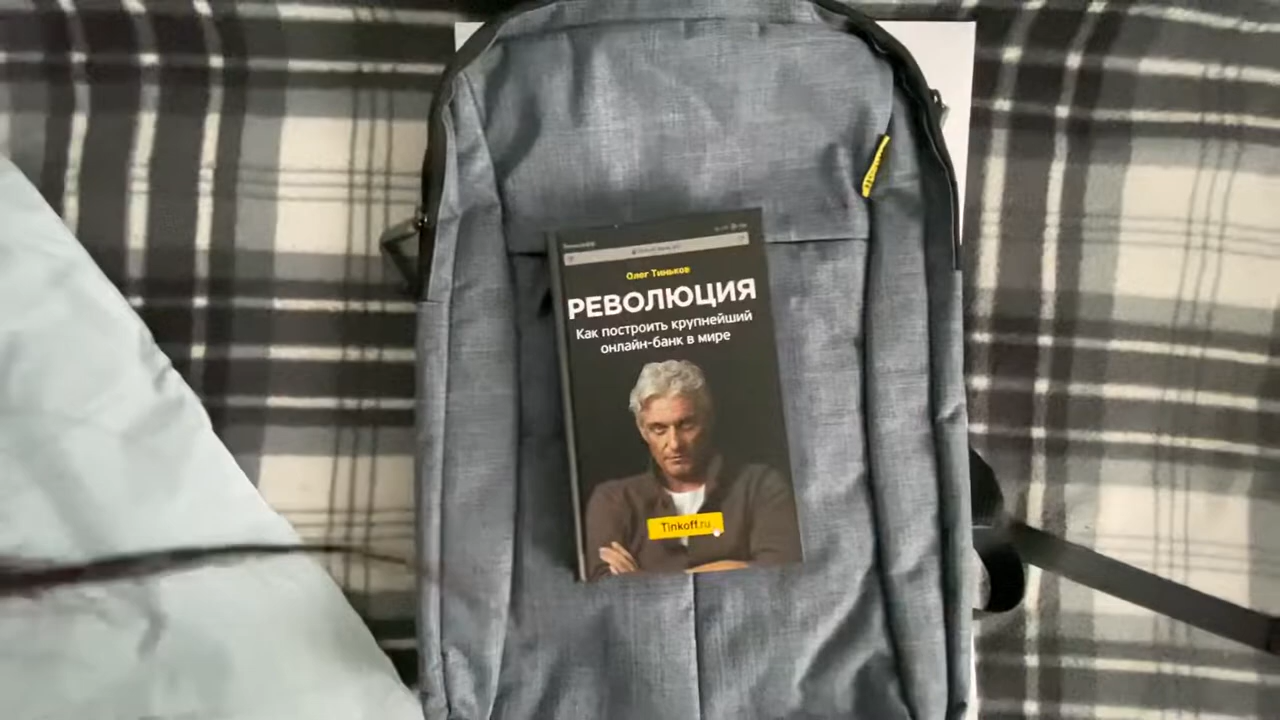 Олег Тиньков
РЕВОЛЮЦИЯ
Как построить крупнейший
онлайн-банк в мире
Tinkoff.ru